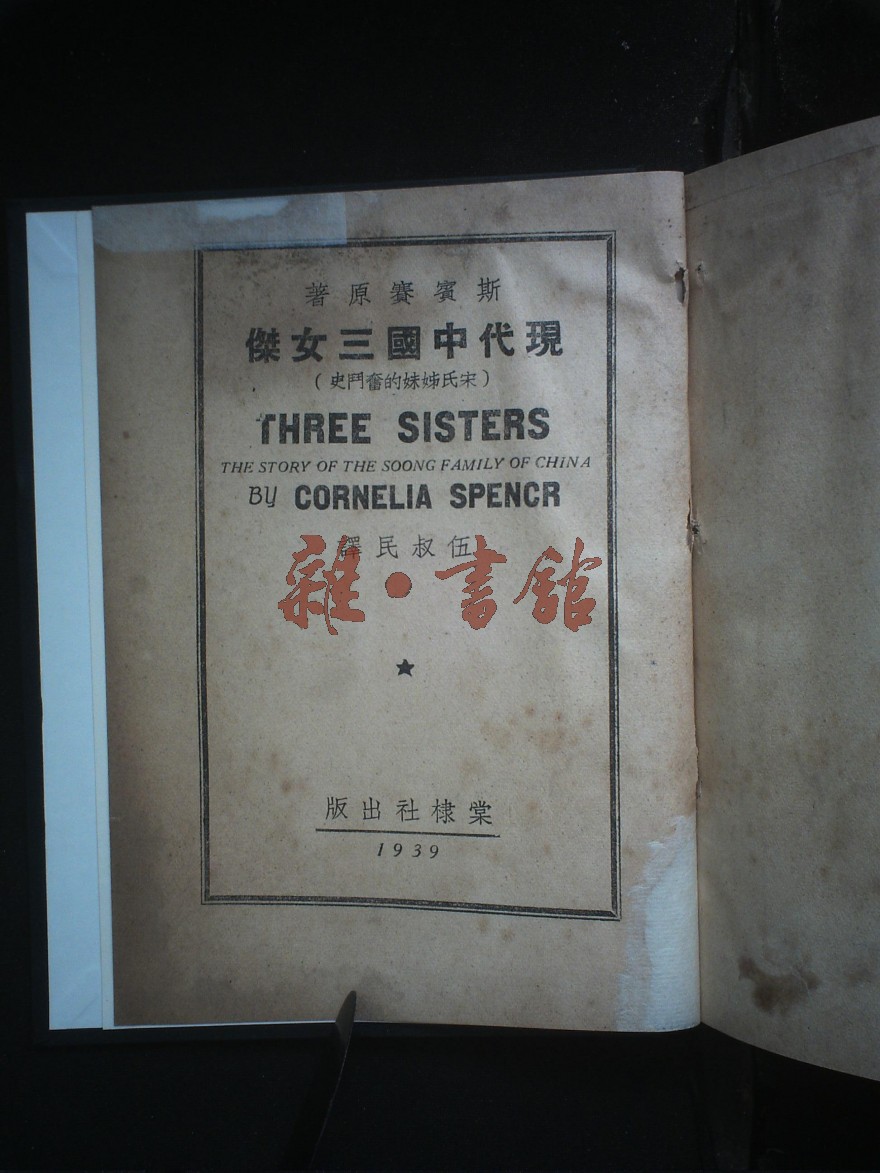 斯賓賽原著
現代中國三女傑
(宋氏姊妹的奮鬥史)
THREE SISTERS
THE STORY OF THE SOONG FAMILY OF CHINA
BY CORNELIA SPENCR
伍叔民譯
雜•書館
★
棠棣社出版
1939